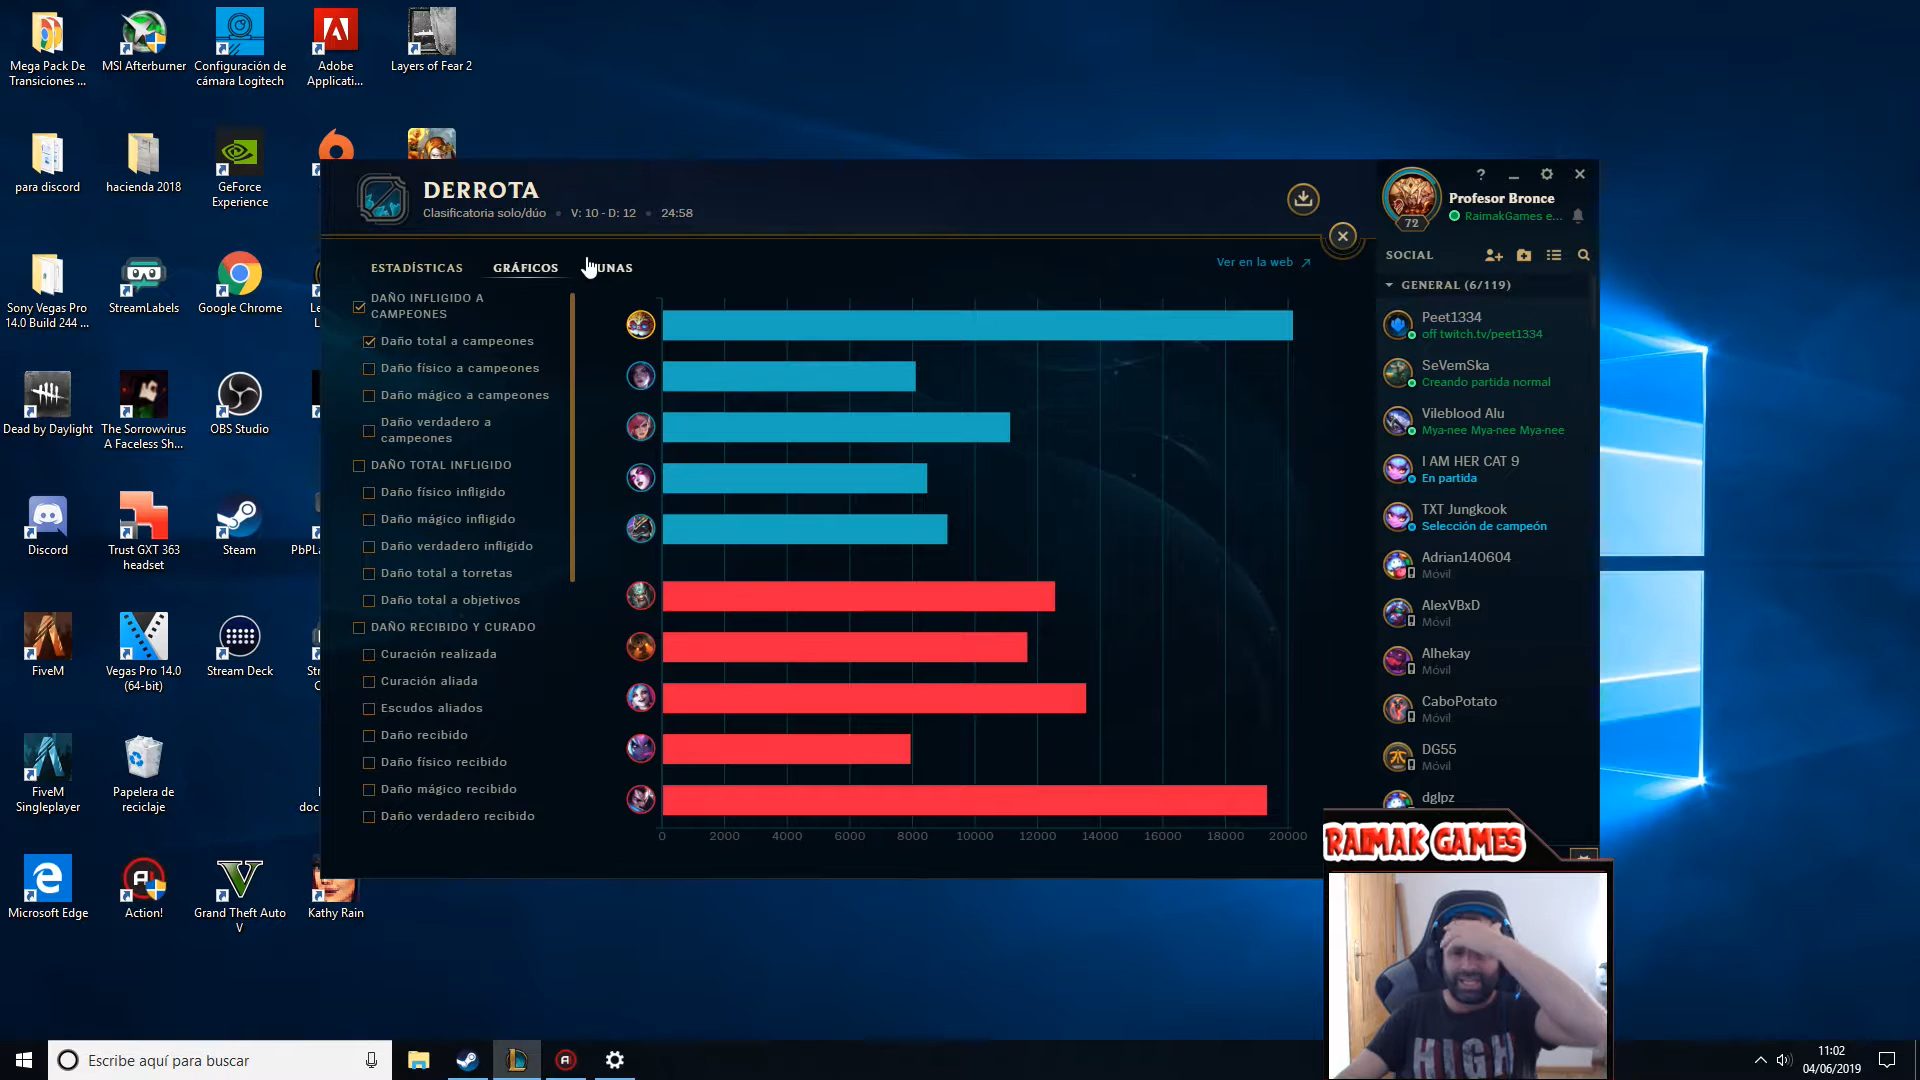 Mega Pack De
Transiciones ...
MSI Afterburner
Configuración de
cámara Logitech
Adobe
Applicati...
Layers of Fear 2
para discord
hacienda 2018
GeForce
Experience
Sony Vegas Pro
14.0 Build 244 ...
StreamLabels
Google Chrome
Dead by Daylight
The Sorrowvirus
A Faceless Sh...
OBS Studio
Discord
Trust GXT 363
headset
Steam
FiveM
Vegas Pro 14.0
(64-bit)
Stream Deck
FiveM
Singleplayer
Papelera de
reciclaje
Microsoft Edge
Action!
Grand Theft Auto
V
Kathy Rain
DERROTA
Clasificatoria solo/dúo • V: 10 - D: 12 • 24:58
ESTADÍSTICAS
GRÁFICOS
UNAS
Ver en la web
DAÑO INFLIGIDO A
CAMPEONES
Daño total a campeones
Daño físico a campeones
Daño mágico a campeones
Daño verdadero a
campeones
DAÑO TOTAL INFLIGIDO
Daño físico infligido
Daño mágico infligido
Daño verdadero infligido
Daño total a torretas
Daño total a objetivos
DAÑO RECIBIDO Y CURADO
Curación realizada
Curación aliada
Escudos aliados
Daño recibido
Daño físico recibido
Daño mágico recibido
Daño verdadero recibido
0 2000 4000 6000 8000 10000 12000 14000 16000 18000 20000
72
Profesor Bronce
RaimakGames e...
SOCIAL
GENERAL (6/119)
Peet1334
off twitch.tv/peet1334
SeVemSka
Creando partida normal
Vileblood Alu
Mya-nee Mya-nee Mya-nee
I AM HER CAT 9
En partida
TXT Jungkook
Selección de campeón
Adrian140604
Móvil
AlexVBxD
Móvil
Alhekay
Móvil
CaboPotato
Móvil
DG55
Móvil
dglpz
RAIMAK GAMES
HIGH
Escribe aquí para buscar
11:02
04/06/2019